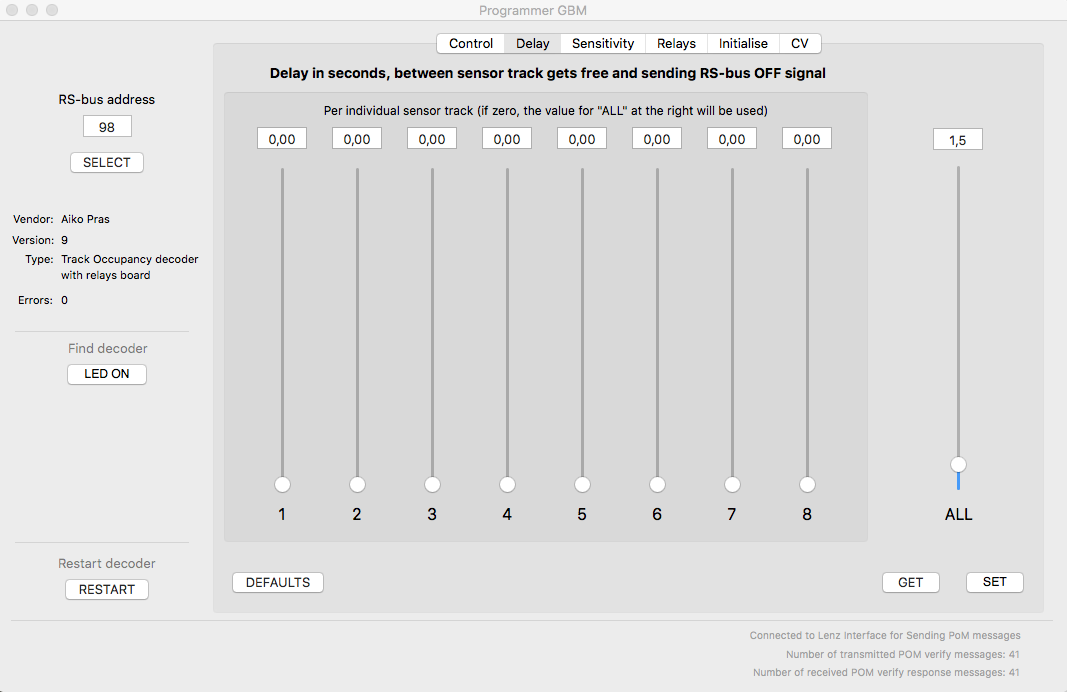 Programmer GBM
Control Delay Sensitivity Relays Initialise CV
Delay in seconds, between sensor track gets free and sending RS-bus OFF signal
RS-bus address
98
SELECT
Vendor: Aiko Pras
Version: 9
Type: Track Occupancy decoder
with relays board
Errors: 0
Find decoder
LED ON
Restart decoder
RESTART
Per individual sensor track (if zero, the value for "ALL" at the right will be used)
0,00 0,00 0,00 0,00 0,00 0,00 0,00 0,00 1,5
1 2 3 4 5 6 7 8 ALL
DEFAULTS GET SET
Connected to Lenz Interface for Sending PoM messages
Number of transmitted POM verify messages: 41
Number of received POM verify response messages: 41